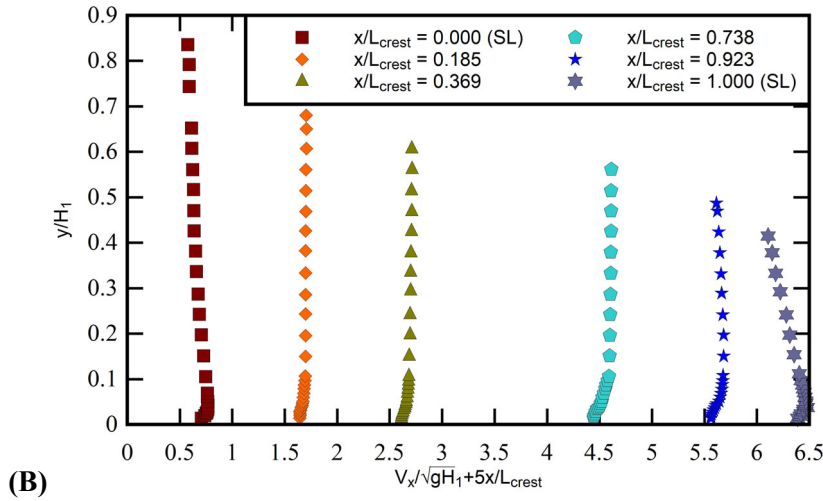 0.9
0.8
0.7
0.6
0.5
0.4
0.3
0.2
0.1
0
y/H1
x/Lcrest = 0.000 (SL)
x/Lcrest = 0.185
x/Lcrest = 0.369
x/Lcrest = 0.738
x/Lcrest = 0.923
x/Lcrest = 1.000 (SL)
0 0.5 1 1.5 2 2.5 3 3.5 4 4.5 5 5.5 6 6.5
Vx/√gH1+5x/Lcrest
(B)